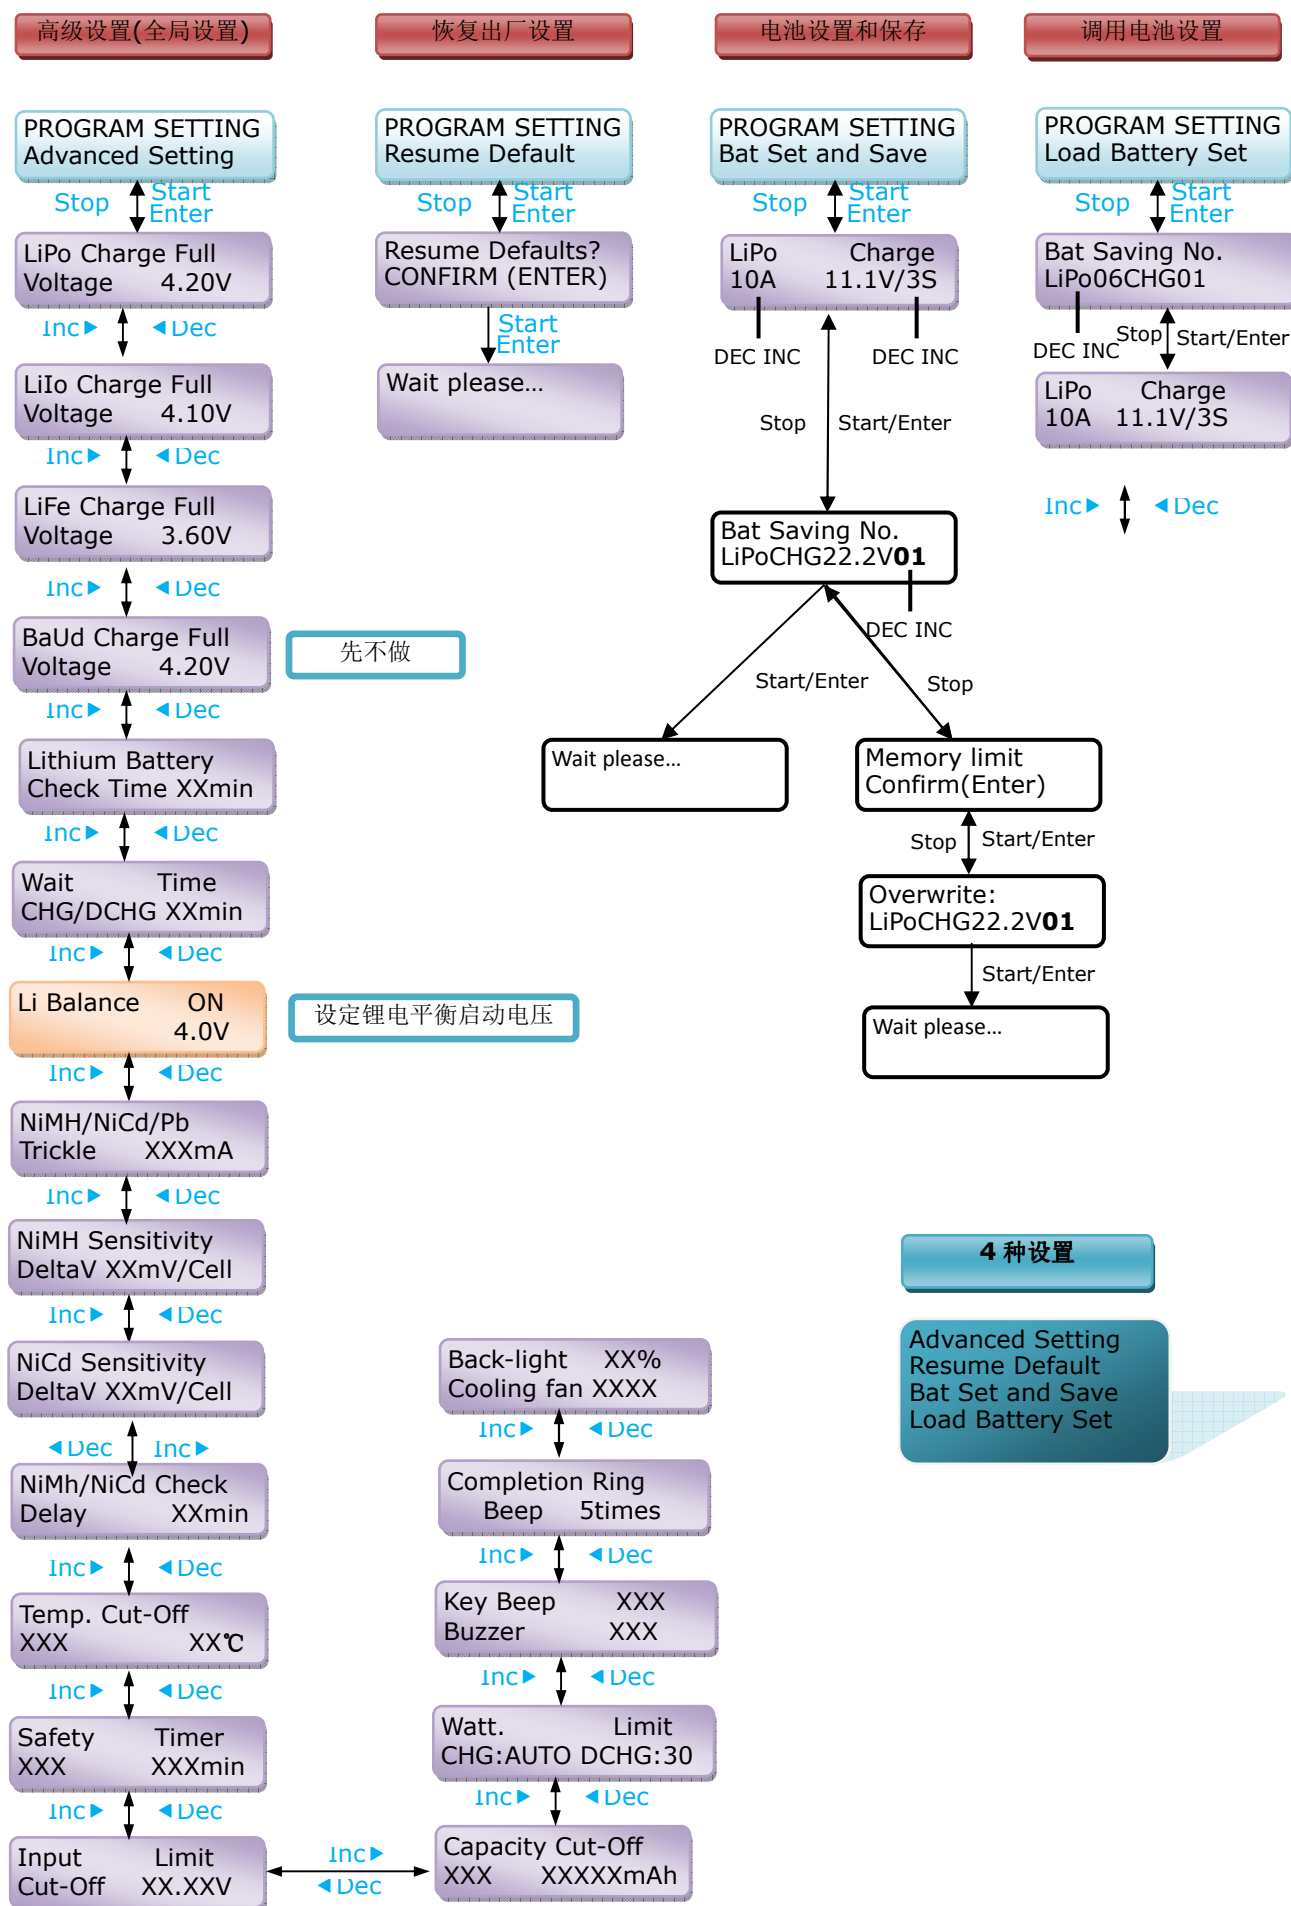 高级设置(全局设置)
PROGRAM SETTING
Advanced Setting
Stop
Start
Enter
LiPo Charge Full
Voltage 4.20V
Inc► ◄Dec
LiIo Charge Full
Voltage 4.10V
Inc► ◄Dec
LiFe Charge Full
Voltage 3.60V
Inc► ◄Dec
BaUd Charge Full
Voltage 4.20V
先不做
Inc► ◄Dec
Lithium Battery
Check Time XXmin
Inc► ◄Dec
Wait Time
CHG/DCHG XXmin
Inc► ◄Dec
Li Balance ON
4.0V
设定锂电平衡启动电压
Inc► ◄Dec
NiMH/NiCd/Pb
Trickle XXXmA
Inc► ◄Dec
NiMH Sensitivity
DeltaV XXmV/Cell
Inc► ◄Dec
NiCd Sensitivity
DeltaV XXmV/Cell
◄Dec Inc►
NiMh/NiCd Check
Delay XXmin
Inc► ◄Dec
Temp. Cut-Off
XXX XX℃
Inc► ◄Dec
Safety Timer
XXX XXXmin
Inc► ◄Dec
Input Limit
Cut-Off XX.XXV
Inc►
◄Dec
Capacity Cut-Off
XXX XXXXXmAh
Inc► ◄Dec
Watt. Limit
CHG:AUTO DCHG:30
Inc► ◄Dec
Key Beep XXX
Buzzer XXX
Inc► ◄Dec
Completion Ring
Beep 5times
Inc► ◄Dec
Back-light XX%
Cooling fan XXXX
恢复出厂设置
PROGRAM SETTING
Resume Default
Stop
Start
Enter
Resume Defaults?
CONFIRM (ENTER)
Start
Enter
Wait please...
电池设置和保存
PROGRAM SETTING
Bat Set and Save
Stop
Start
Enter
LiPo Charge
10A 11.1V/3S
DEC INC DEC INC
Stop Start/Enter
Bat Saving No.
LiPoCHG22.2V01
DEC INC
Start/Enter Stop
Wait please...
Memory limit
Confirm(Enter)
Stop Start/Enter
Overwrite:
LiPoCHG22.2V01
Start/Enter
Wait please...
调用电池设置
PROGRAM SETTING
Load Battery Set
Stop
Start
Enter
Bat Saving No.
LiPo06CHG01
DEC INC
Stop Start/Enter
LiPo Charge
10A 11.1V/3S
Inc► ◄Dec
4 种设置
Advanced Setting
Resume Default
Bat Set and Save
Load Battery Set